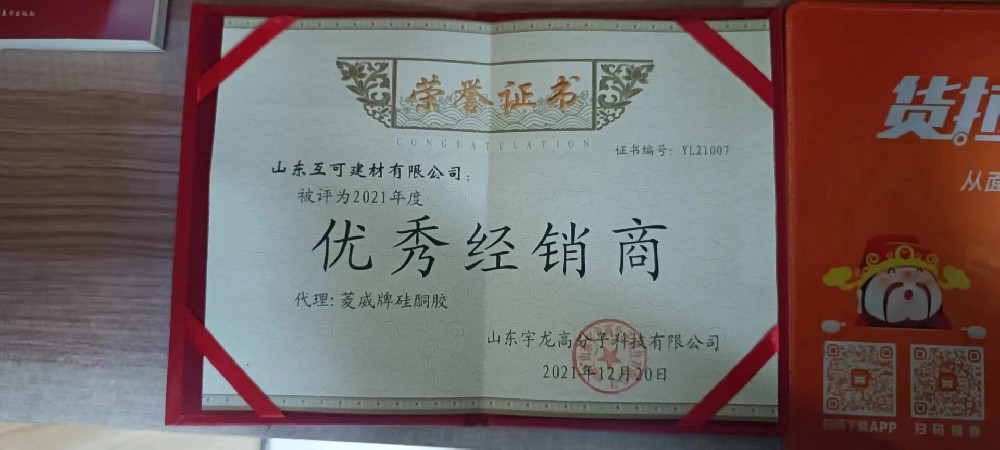 荣誉证书
CONGRATULATION
证书编号：YL21007
山东互可建材有限公司：
被评为2021年度
优秀经销商
代理：菱威牌硅酮胶
山东宇龙高分子科技有限公司
2021年12月20日
货拉
从面
扫码下载APP
扫码